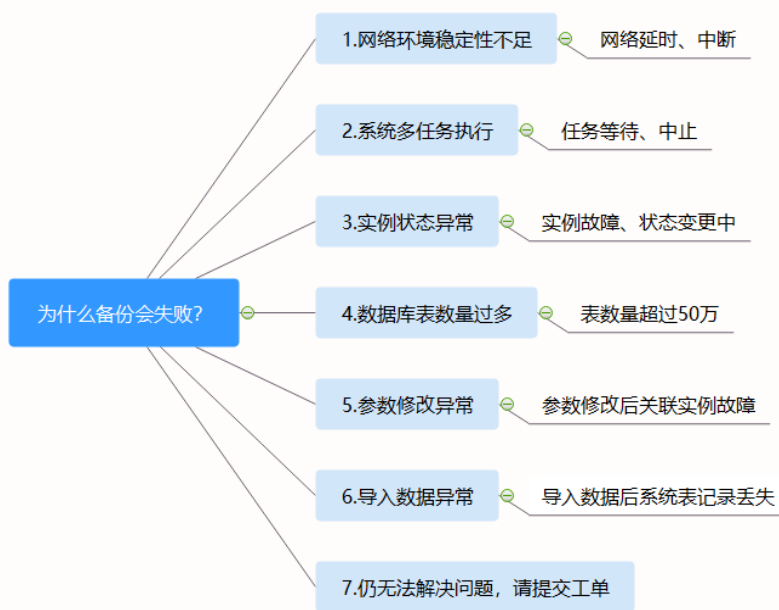 1.网络环境稳定性不足
网络延时、中断
2.系统多任务执行
任务等待、中止
3.实例状态异常
实例故障、状态变更中
为什么备份会失败？
4.数据库表数量过多
表数量超过50万
5.参数修改异常
参数修改后关联实例故障
6.导入数据异常
导入数据后系统表记录丢失
7.仍无法解决问题，请提交工单